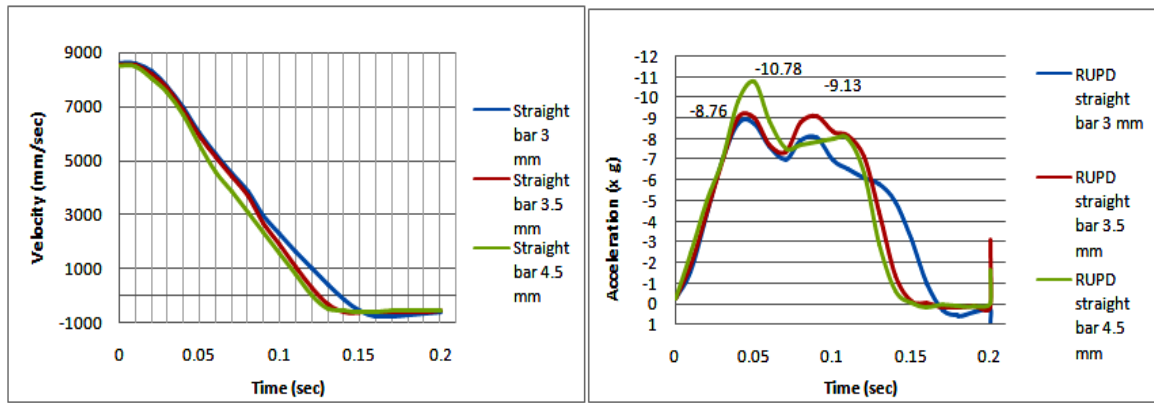 9000
7000
5000
3000
1000
-1000
Velocity (mm/sec)
0
0.05
0.1
0.15
0.2
Time (sec)
Straight
bar 3
mm
Straight
bar 3.5
mm
Straight
bar 4.5
mm
-12
-11
-10
-9
-8
-7
-6
-5
-4
-3
-2
-1
0
1
Acceleration (x g)
-10.78
-9.13
-8.76
0
0.05
0.1
0.15
0.2
Time (sec)
RUPD
straight
bar 3 mm
RUPD
straight
bar 3.5
mm
RUPD
straight
bar 4.5
mm